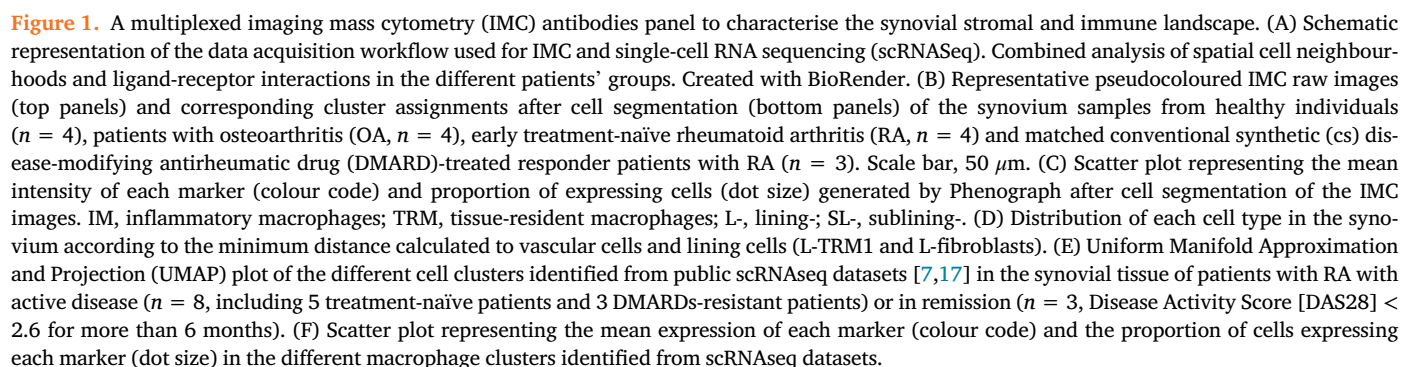 Figure 1. A multiplexed imaging mass cytometry (IMC) antibodies panel to characterise the synovial stromal and immune landscape. (A) Schematic
representation of the data acquisition workflow used for IMC and single-cell RNA sequencing (scRNASeq). Combined analysis of spatial cell neighbour-
hoods and ligand-receptor interactions in the different patients’ groups. Created with BioRender. (B) Representative pseudocoloured IMC raw images
(top panels) and corresponding cluster assignments after cell segmentation (bottom panels) of the synovium samples from healthy individuals
(n = 4), patients with osteoarthritis (OA, n = 4), early treatment-naïve rheumatoid arthritis (RA, n = 4) and matched conventional synthetic (cs) dis-
ease-modifying antirheumatic drug (DMARD)-treated responder patients with RA (n = 3). Scale bar, 50 μm. (C) Scatter plot representing the mean
intensity of each marker (colour code) and proportion of expressing cells (dot size) generated by Phenograph after cell segmentation of the IMC
images. IM, inflammatory macrophages; TRM, tissue-resident macrophages; L-, lining-; SL-, sublining-. (D) Distribution of each cell type in the syno-
vium according to the minimum distance calculated to vascular cells and lining cells (L-TRM1 and L-fibroblasts). (E) Uniform Manifold Approximation
and Projection (UMAP) plot of the different cell clusters identified from public scRNAseq datasets [7,17] in the synovial tissue of patients with RA with
active disease (n = 8, including 5 treatment-naïve patients and 3 DMARDs-resistant patients) or in remission (n = 3, Disease Activity Score [DAS28] <
2.6 for more than 6 months). (F) Scatter plot representing the mean expression of each marker (colour code) and the proportion of cells expressing
each marker (dot size) in the different macrophage clusters identified from scRNAseq datasets.